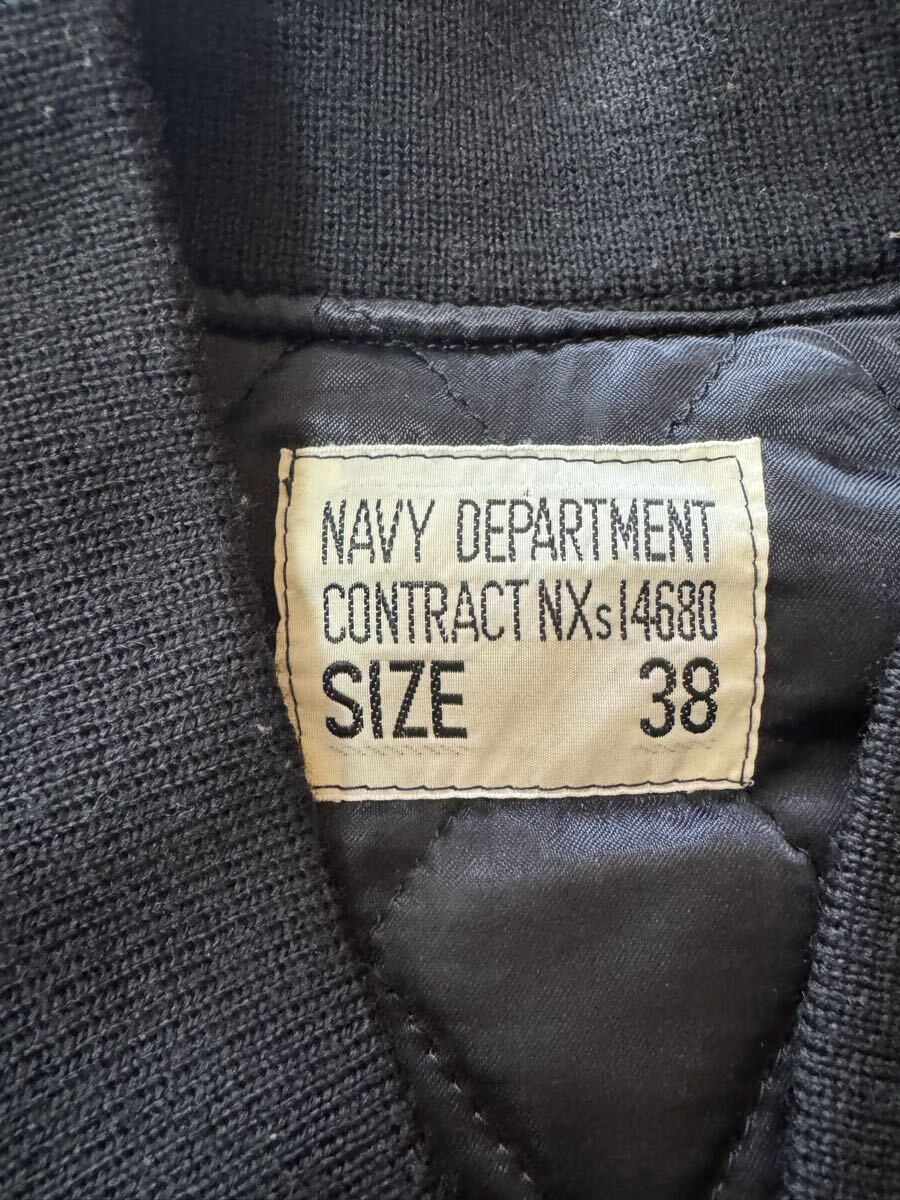 NAVY DEPARTMENT
CONTRACT NXs 14680
SIZE 38